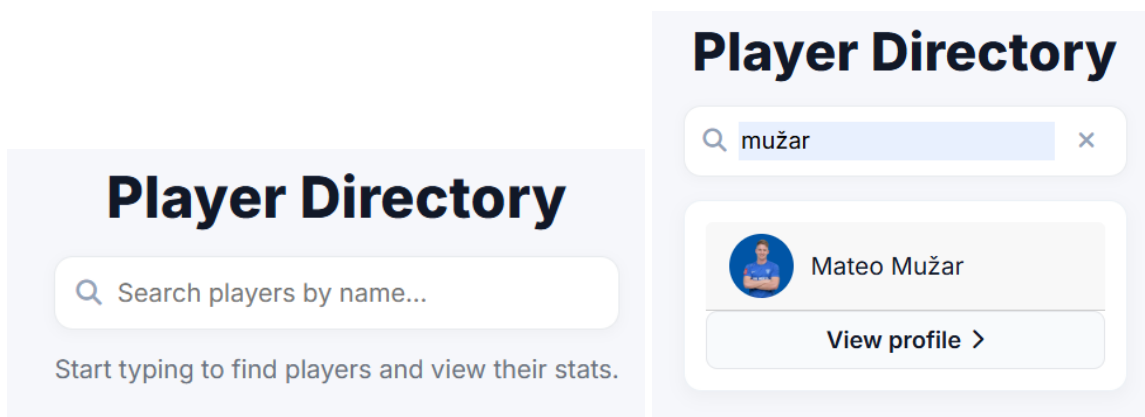 Player Directory
Search players by name...
Start typing to find players and view their stats.
Player Directory
mužar
Mateo Mužar
View profile